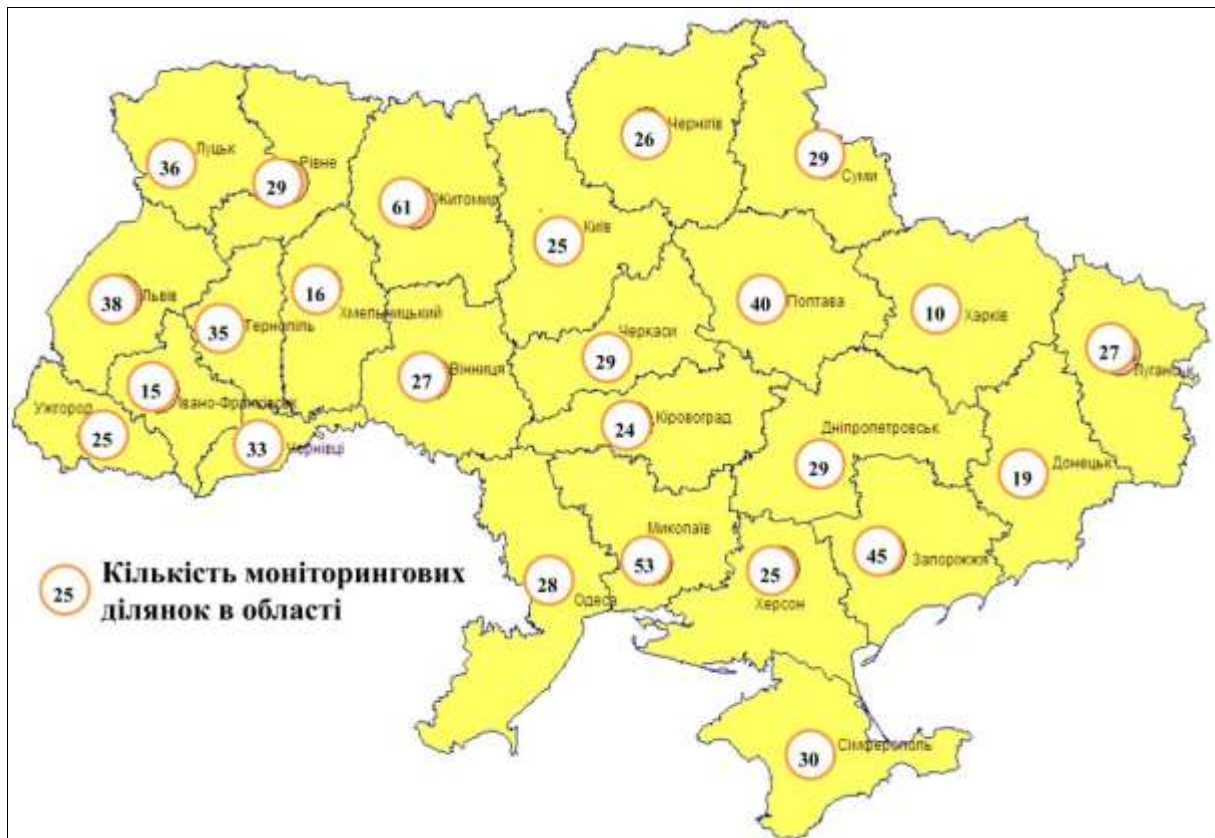 Чернігів
26
29
Суми
Луцьк
36
Рівне
29
Житомир
61
Київ
25
Львів
38
Тернопіль
35
16
Хмельницький
40
Полтава
10
Харків
27
Луганськ
Черкаси
29
Вінниця
27
15
Івано-Франківськ
Ужгород
25
33
Чернівці
Кіровоград
24
Дніпропетровськ
29
Донецьк
19
Миколаїв
53
45
Запоріжжя
25
Херсон
28
Одеса
25
Кількість моніторингових
ділянок в області
Сімферополь
30